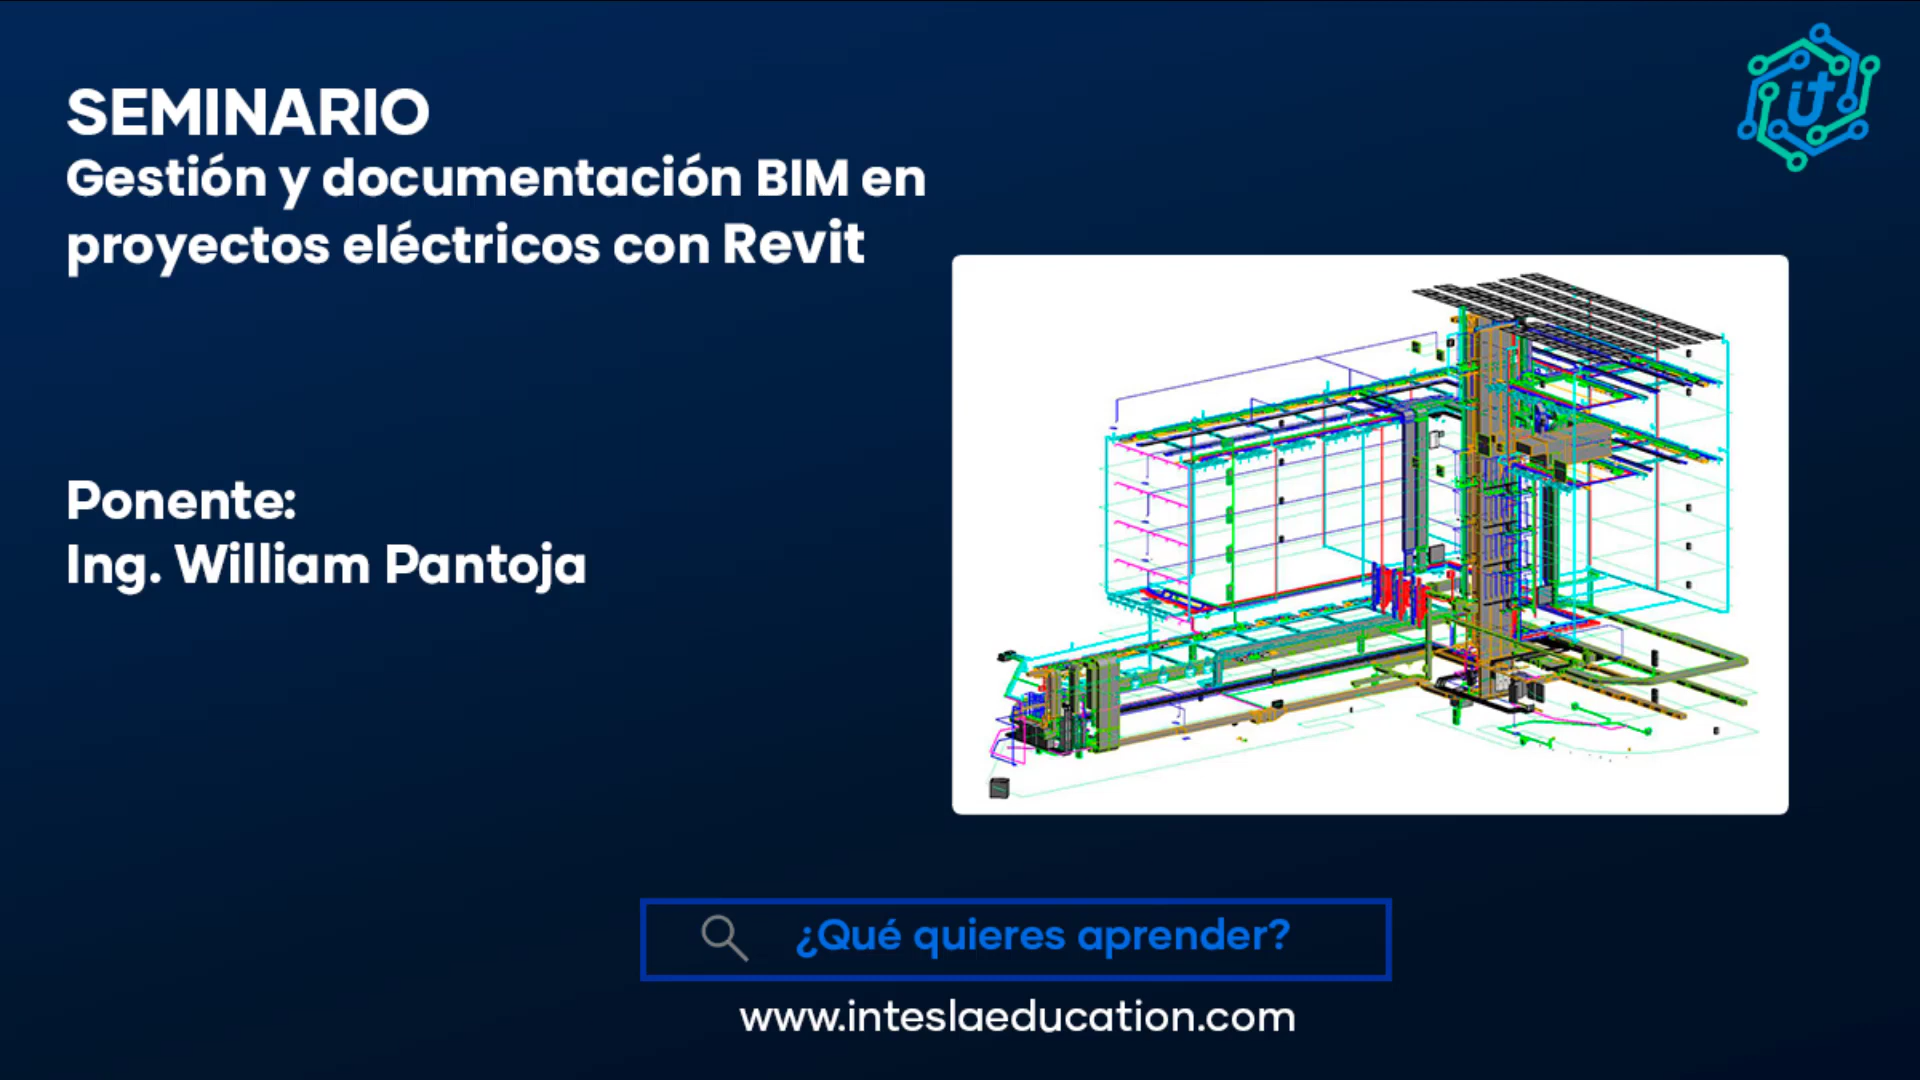 SEMINARIO
Gestión y documentación BIM en
proyectos eléctricos con Revit
Ponente:
Ing. William Pantoja
it
¿Qué quieres aprender?
www.inteslaeducation.com